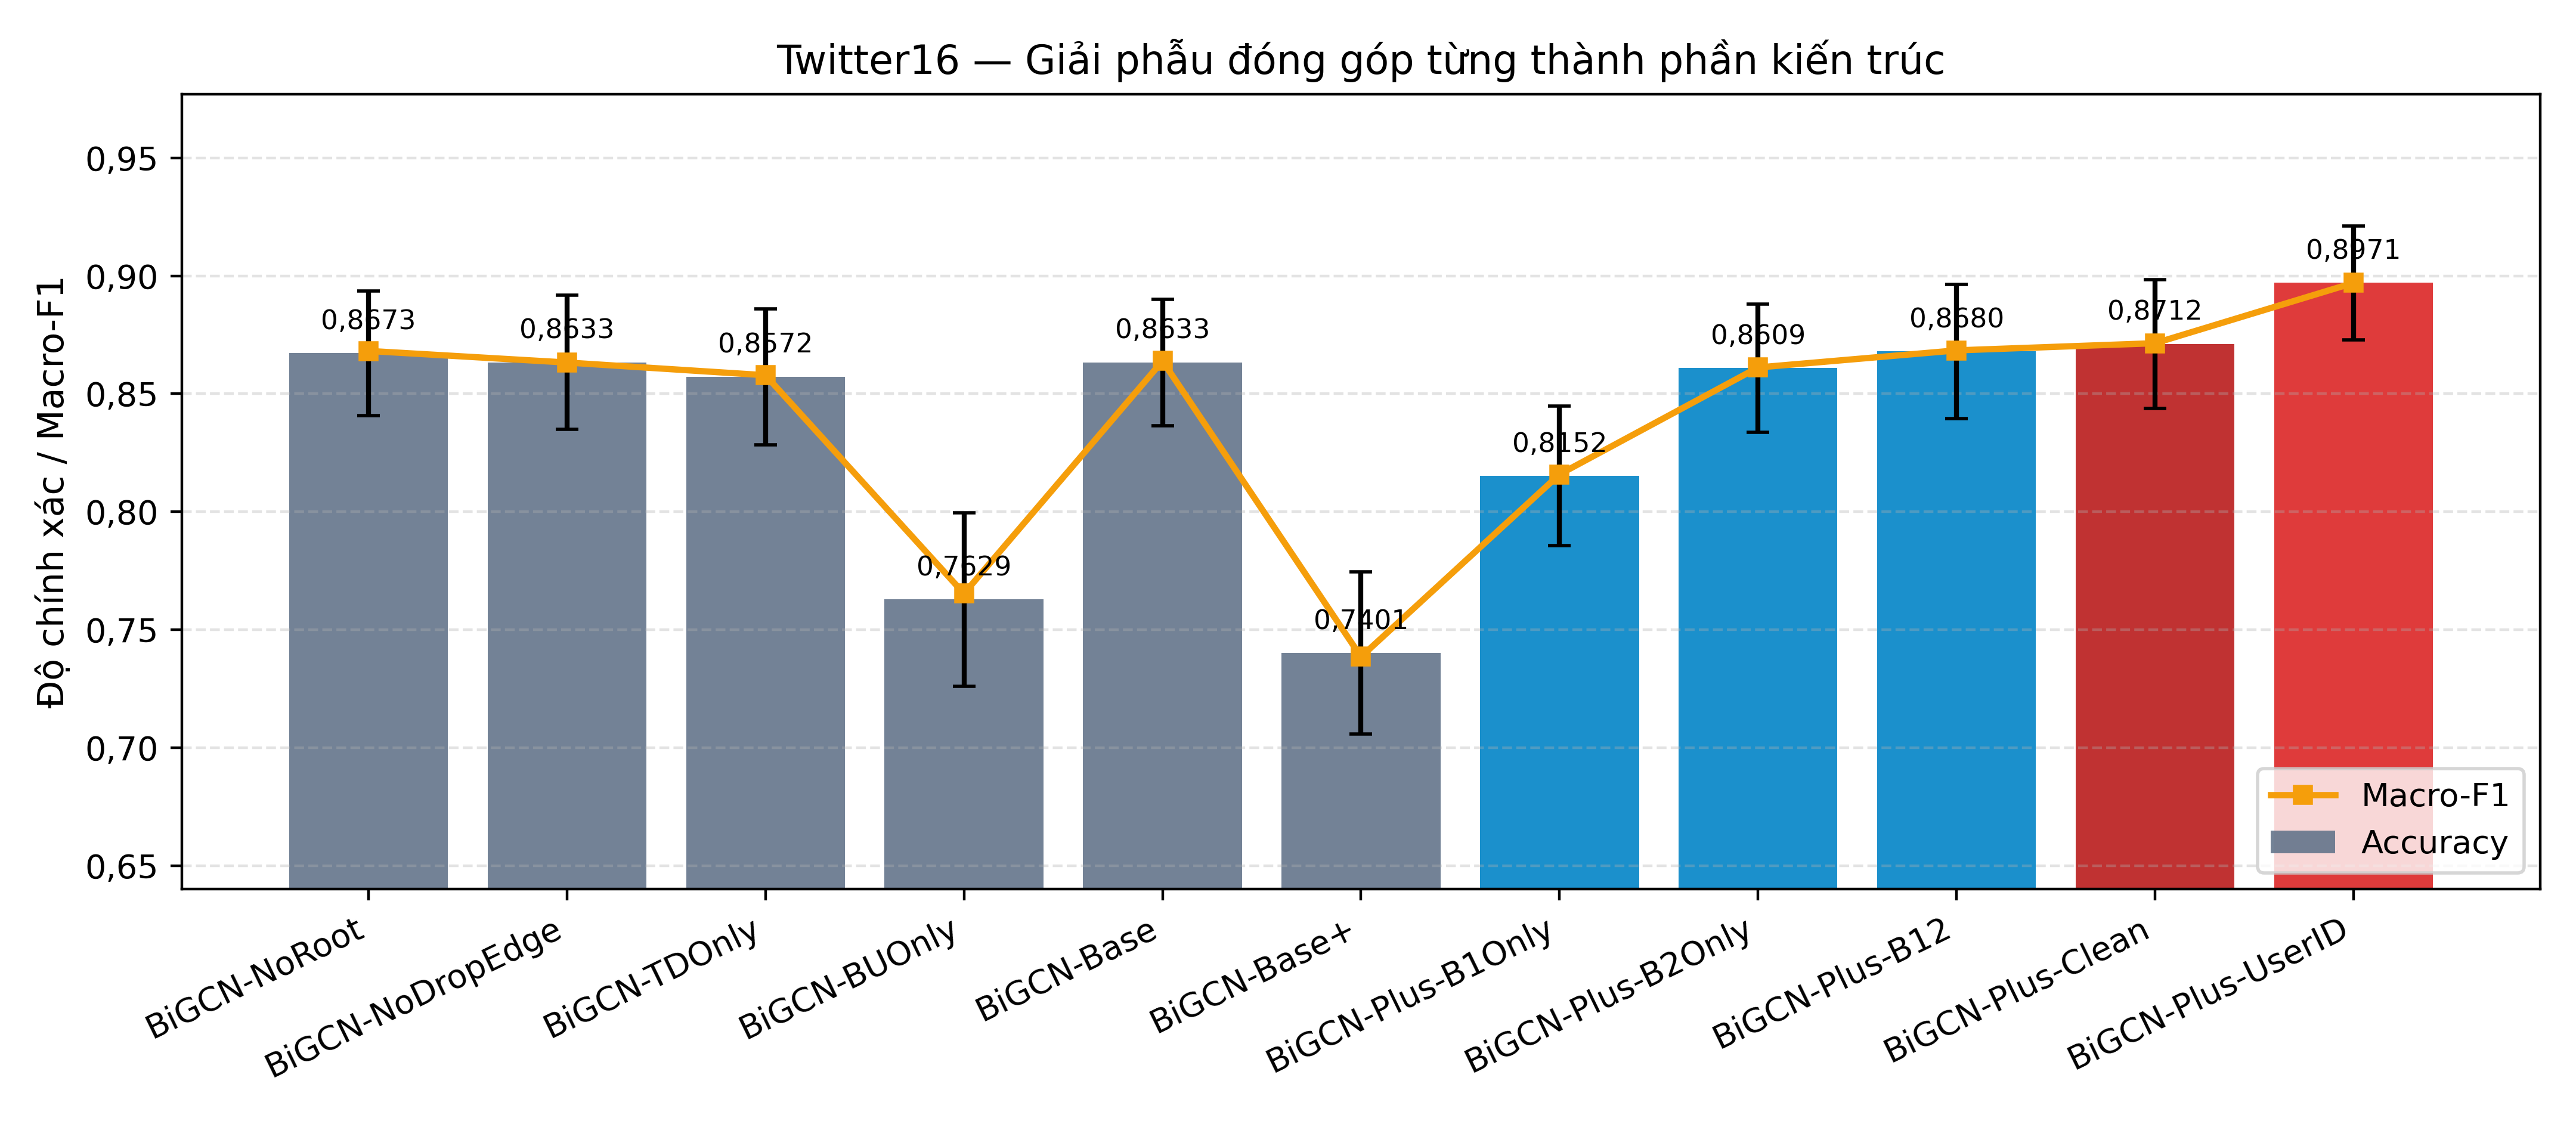 Twitter16 — Giải phẫu đóng góp từng thành phần kiến trúc
Độ chính xác / Macro-F1
0,95
0,90
0,85
0,80
0,75
0,70
0,65
0,8673
0,8633
0,8572
0,7629
0,8633
0,7401
0,8152
0,8609
0,8680
0,8712
0,8971
Macro-F1
Accuracy
BiGCN-NoRoot
BiGCN-NoDropEdge
BiGCN-TDOnly
BiGCN-BUOnly
BiGCN-Base
BiGCN-Base+
BiGCN-Plus-B1Only
BiGCN-Plus-B2Only
BiGCN-Plus-B12
BiGCN-Plus-Clean
BiGCN-Plus-UserID